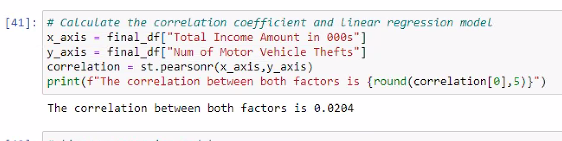 [41]: # Calculate the correlation coefficient and linear regression model
x_axis = final_df["Total Income Amount in 000s"]
y_axis = final_df["Num of Motor Vehicle Thefts"]
correlation = st.pearsonr(x_axis,y_axis)
print(f"The correlation between both factors is {round(correlation[0],5)}")
The correlation between both factors is 0.0204